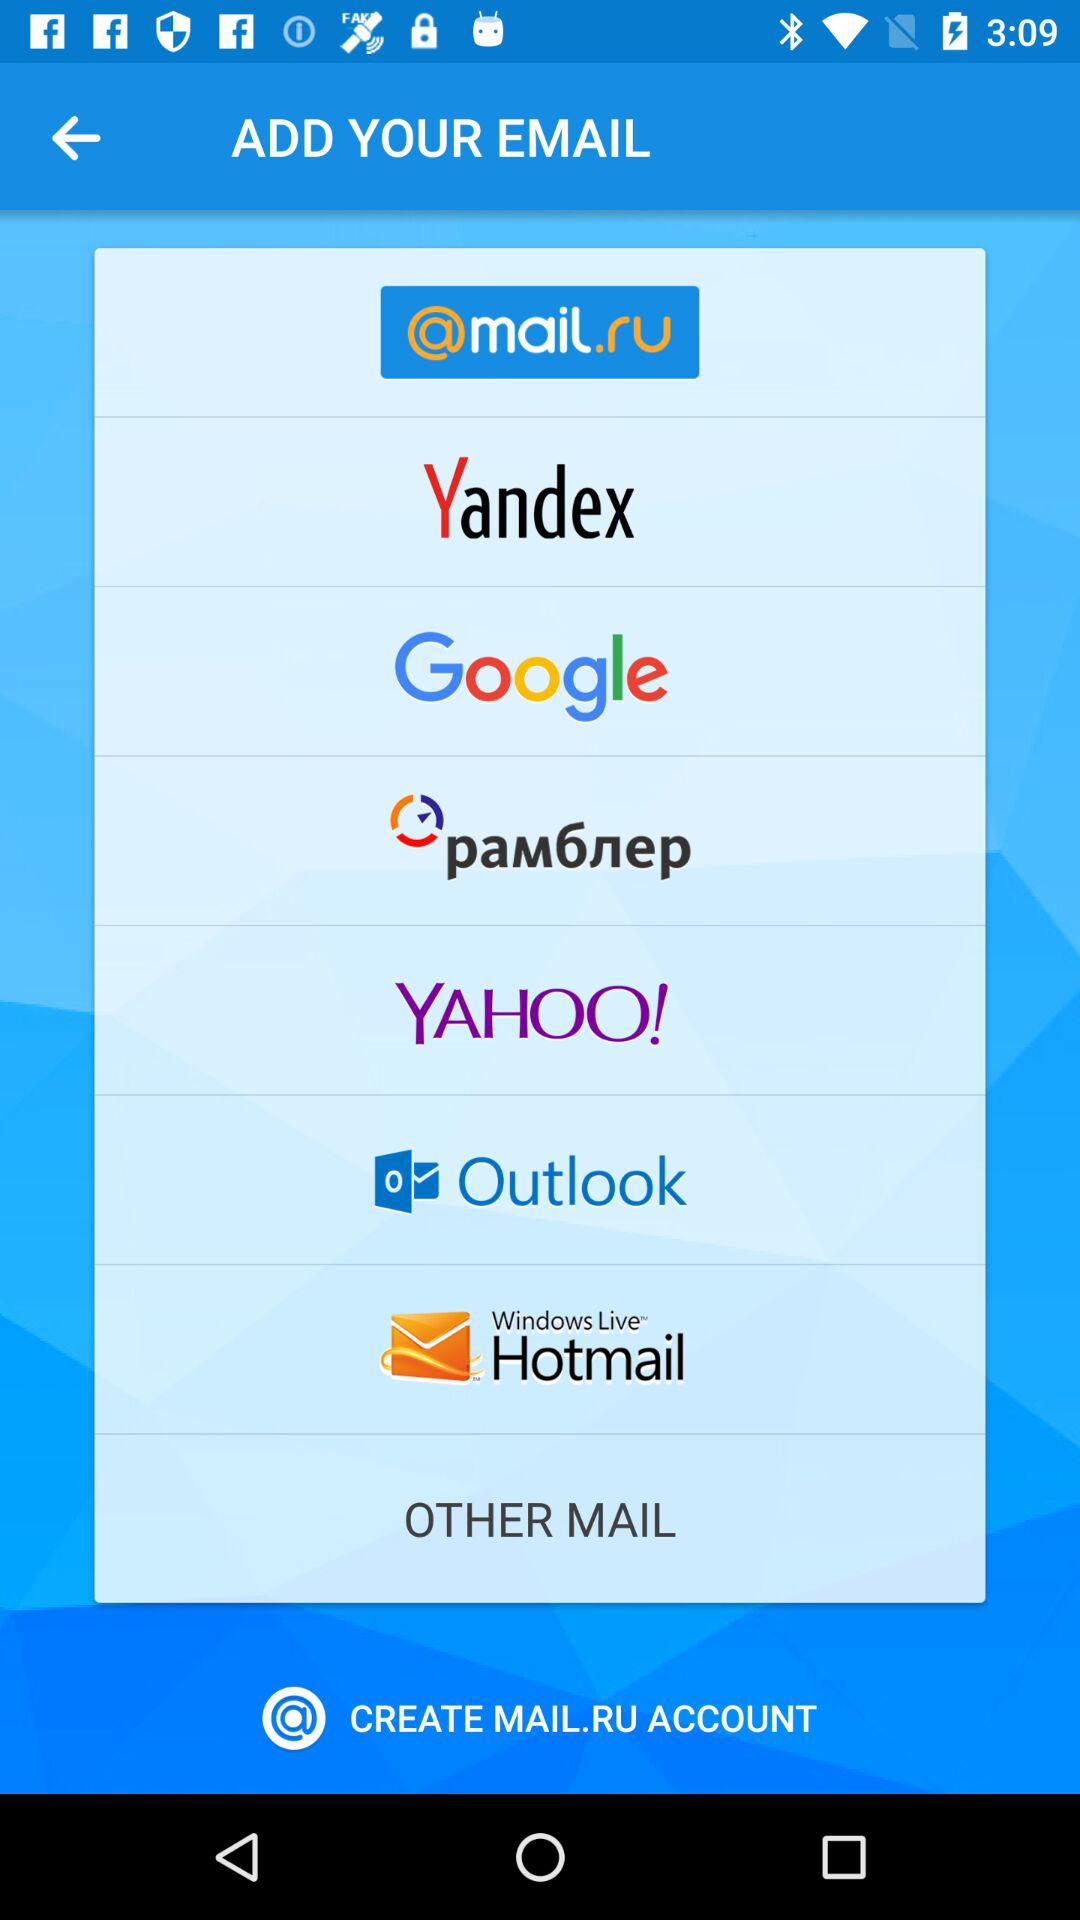 FAKE
3:09
ADD YOUR EMAIL
@mail.ru
Yandex
Google
рамблер
YAHOO!
Outlook
Windows Live™
Hotmail
OTHER MAIL
@ CREATE MAIL.RU ACCOUNT